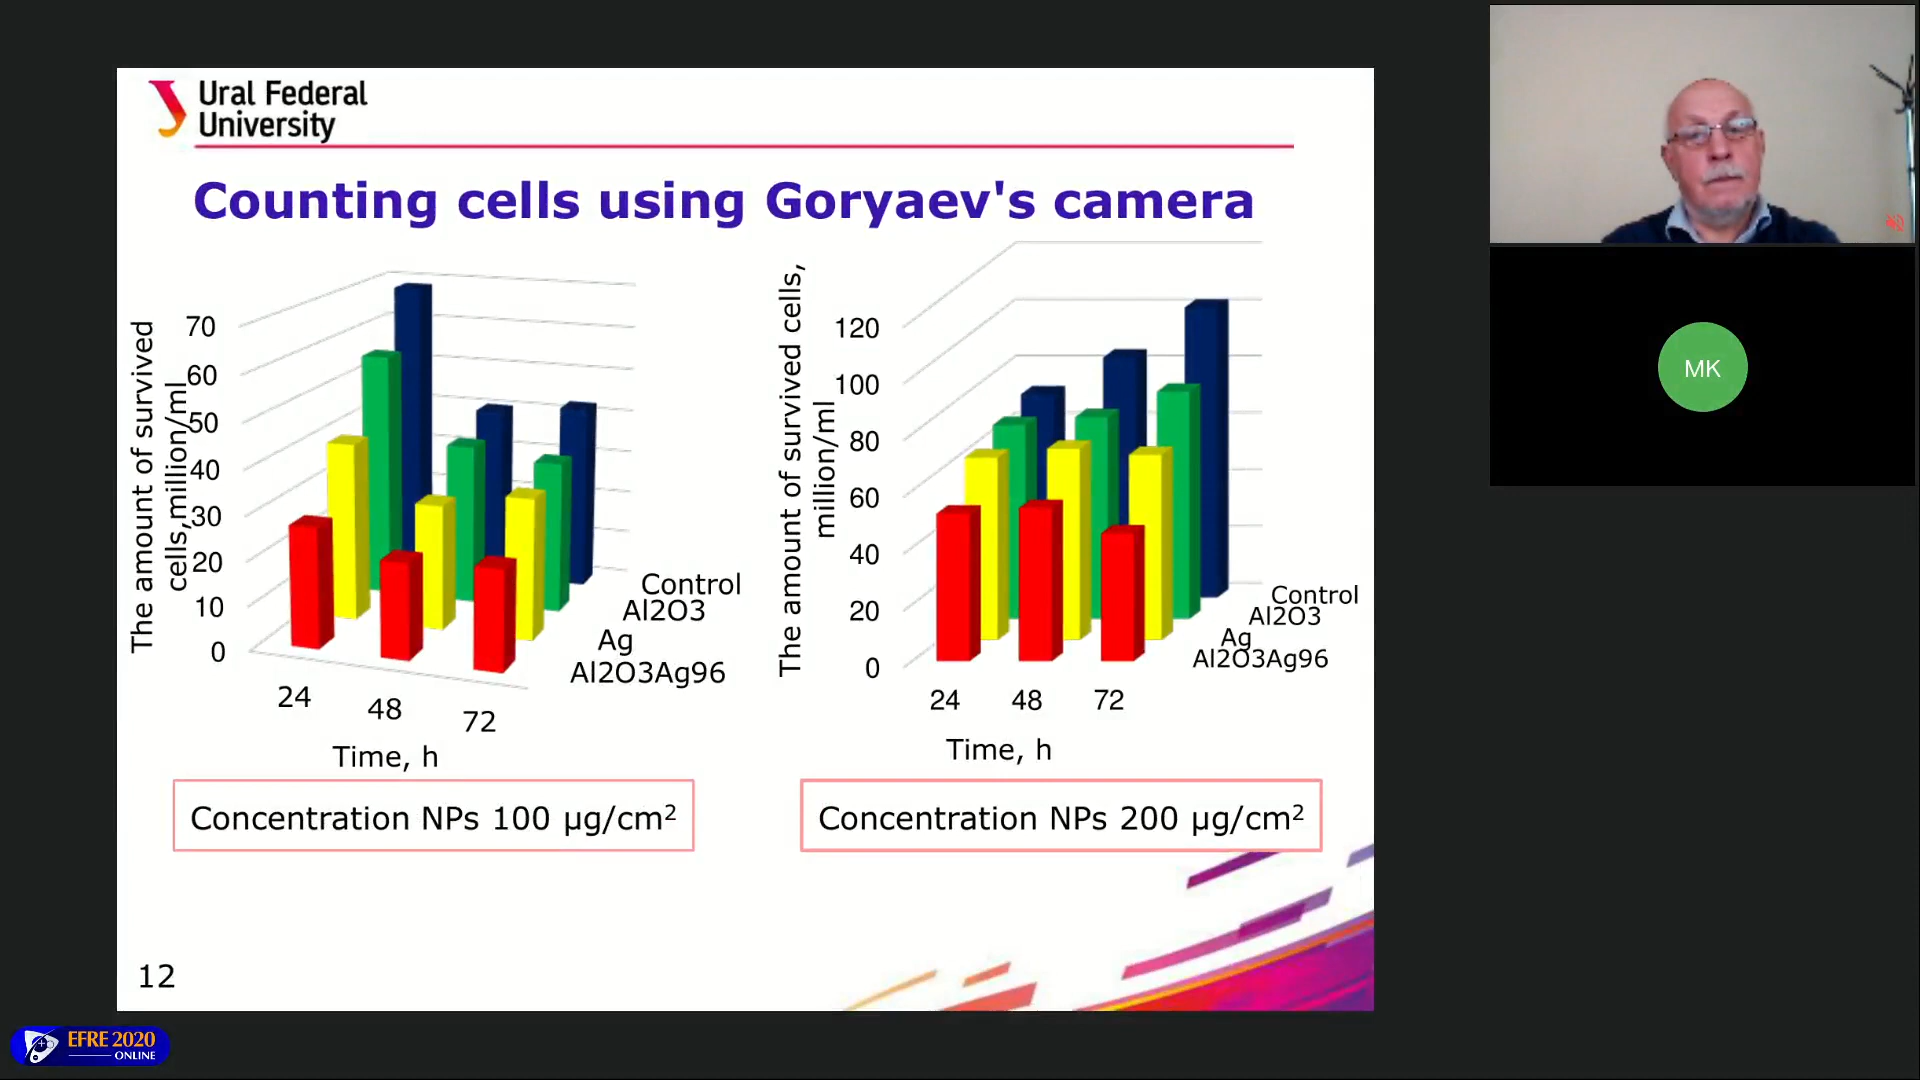 Ural Federal
University
Counting cells using Goryaev's camera
The amount of survived
cells,million/ml
70
60
50
40
30
20
10
0
24
48
72
Time, h
Control
Al2O3
Ag
Al2O3Ag96
Concentration NPs 100 µg/cm²
The amount of survived cells,
million/ml
120
100
80
60
40
20
0
24
48
72
Time, h
Control
Al2O3
Ag
Al2O3Ag96
Concentration NPs 200 µg/cm²
12
MK
EFRE 2020
ONLINE